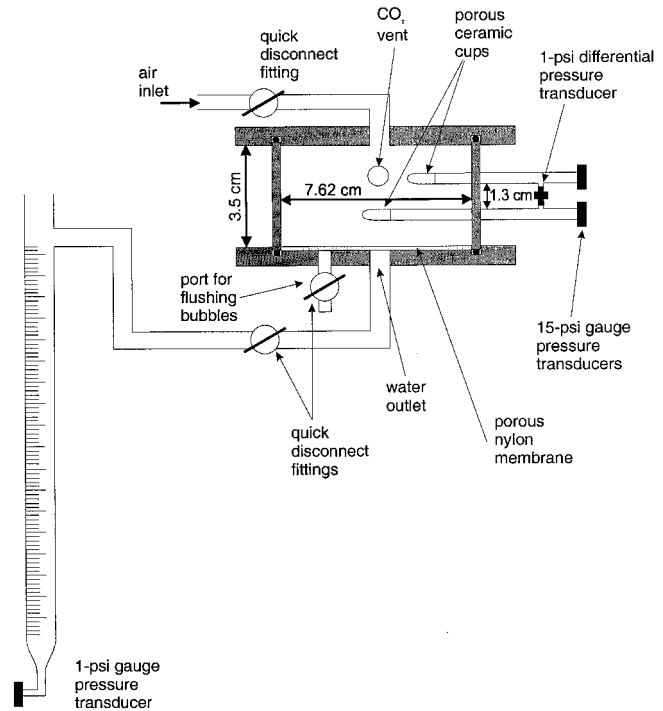 CO₂
vent
porous
ceramic
cups
quick
disconnect
fitting
1-psi differential
pressure
transducer
air
inlet
3.5 cm
7.62 cm
1.3 cm
port for
flushing
bubbles
15-psi gauge
pressure
transducers
water
outlet
porous
nylon
membrane
quick
disconnect
fittings
1-psi gauge
pressure
transducer